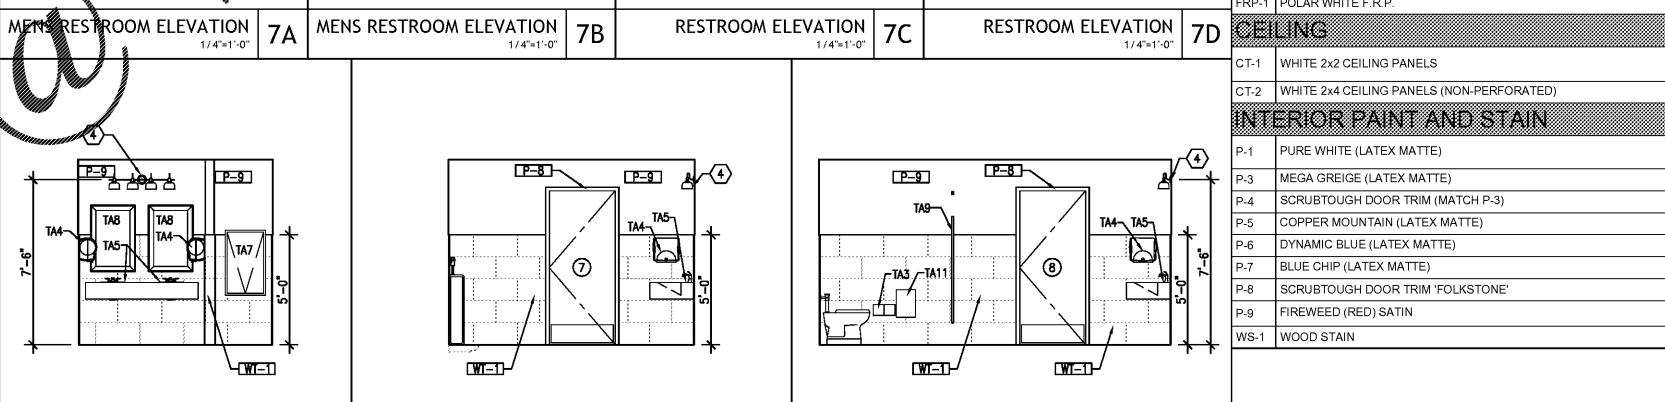 FRP-1 POLAR WHITE F.R.P.
MENS RESTROOM ELEVATION
1/4"=1'-0"
7A
MENS RESTROOM ELEVATION
1/4"=1'-0"
7B
RESTROOM ELEVATION
1/4"=1'-0"
7C
RESTROOM ELEVATION
1/4"=1'-0"
7D
@
4
P-9
P-9
TA8
TA8
TA4
TA5
TA4
TA7
7'-6"
5'-0"
WT-1
P-8
P-9
4
TA5
TA4
7
5'-0"
WT-1
P-9
P-8
4
TA9
TA4
TA5
TA3
TA11
8
5'-0"
7'-6"
WT-1
WT-1
CEILING
CT-1 WHITE 2x2 CEILING PANELS
CT-2 WHITE 2x4 CEILING PANELS (NON-PERFORATED)
INTERIOR PAINT AND STAIN
P-1 PURE WHITE (LATEX MATTE)
P-3 MEGA GREIGE (LATEX MATTE)
P-4 SCRUBTOUGH DOOR TRIM (MATCH P-3)
P-5 COPPER MOUNTAIN (LATEX MATTE)
P-6 DYNAMIC BLUE (LATEX MATTE)
P-7 BLUE CHIP (LATEX MATTE)
P-8 SCRUBTOUGH DOOR TRIM 'FOLKSTONE'
P-9 FIREWEED (RED) SATIN
WS-1 WOOD STAIN